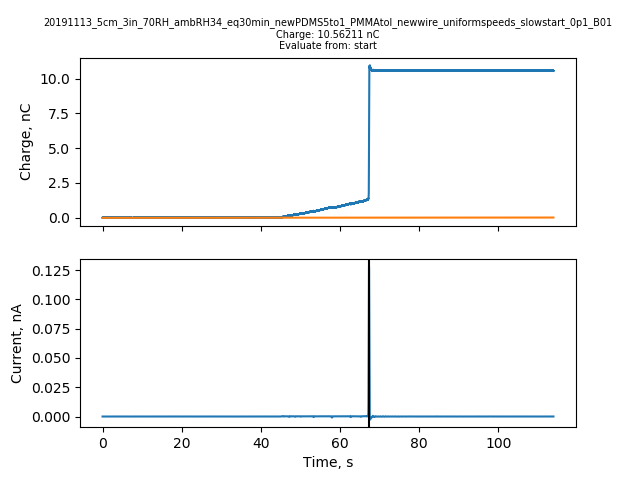 20191113_5cm_3in_70RH_ambRH34_eq30min_newPDMS5to1_PMMAtol_newwire_uniformspeeds_slowstart_0p1_B01
Charge: 10.56211 nC
Evaluate from: start
10.0
7.5
5.0
2.5
0.0
Charge, nC
0.125
0.100
0.075
0.050
0.025
0.000
Current, nA
0 20 40 60 80 100
Time, s